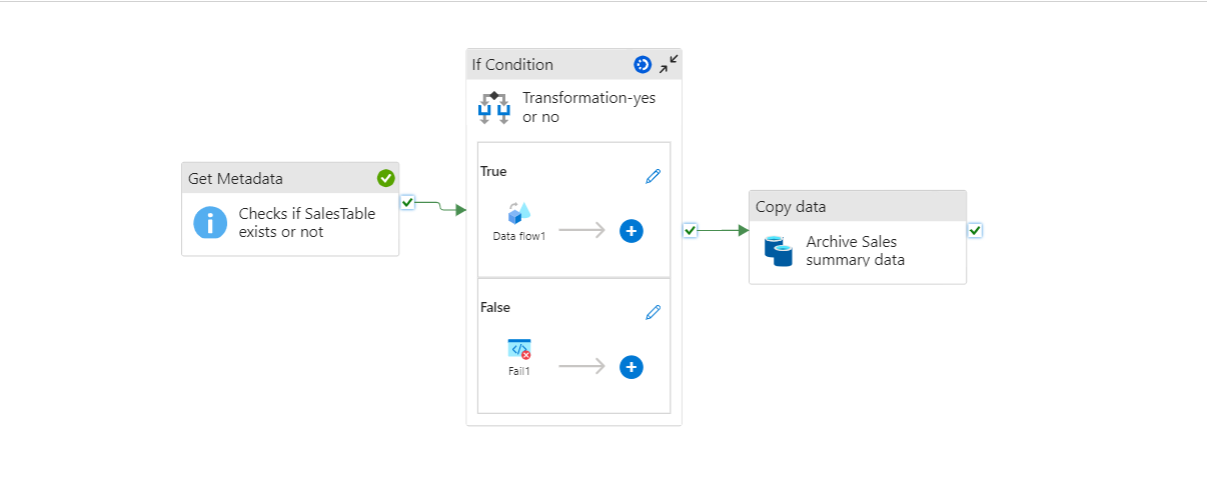 Get Metadata
Checks if SalesTable
exists or not
If Condition
Transformation-yes
or no
True
Data flow1
False
Fail1
Copy data
Archive Sales
summary data